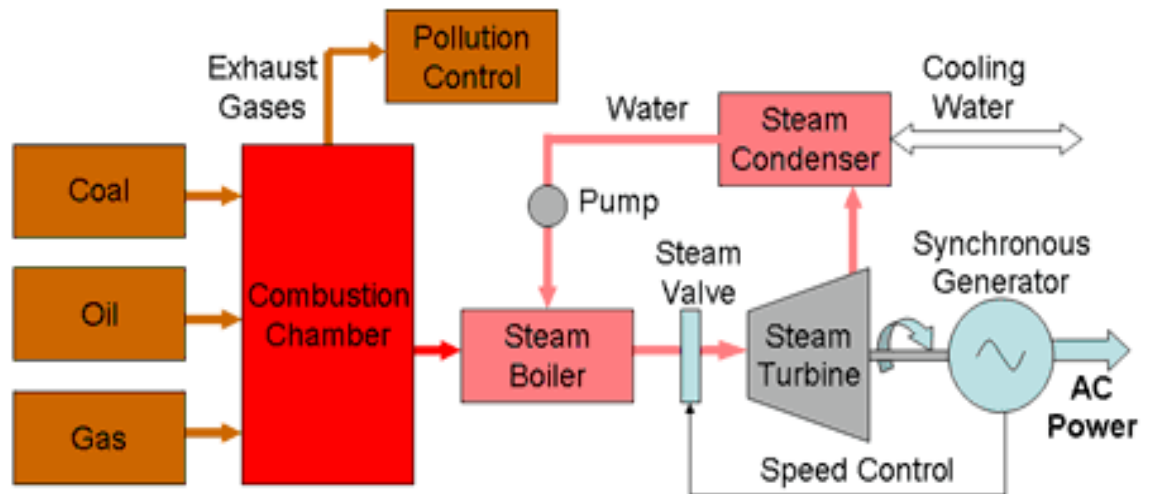 Pollution
Control
Exhaust
Gases
Cooling
Water
Water
Steam
Condenser
Coal
Pump
Synchronous
Generator
Steam
Valve
Combustion
Chamber
Oil
Steam
Boiler
Steam
Turbine
AC
Power
Gas
Speed Control